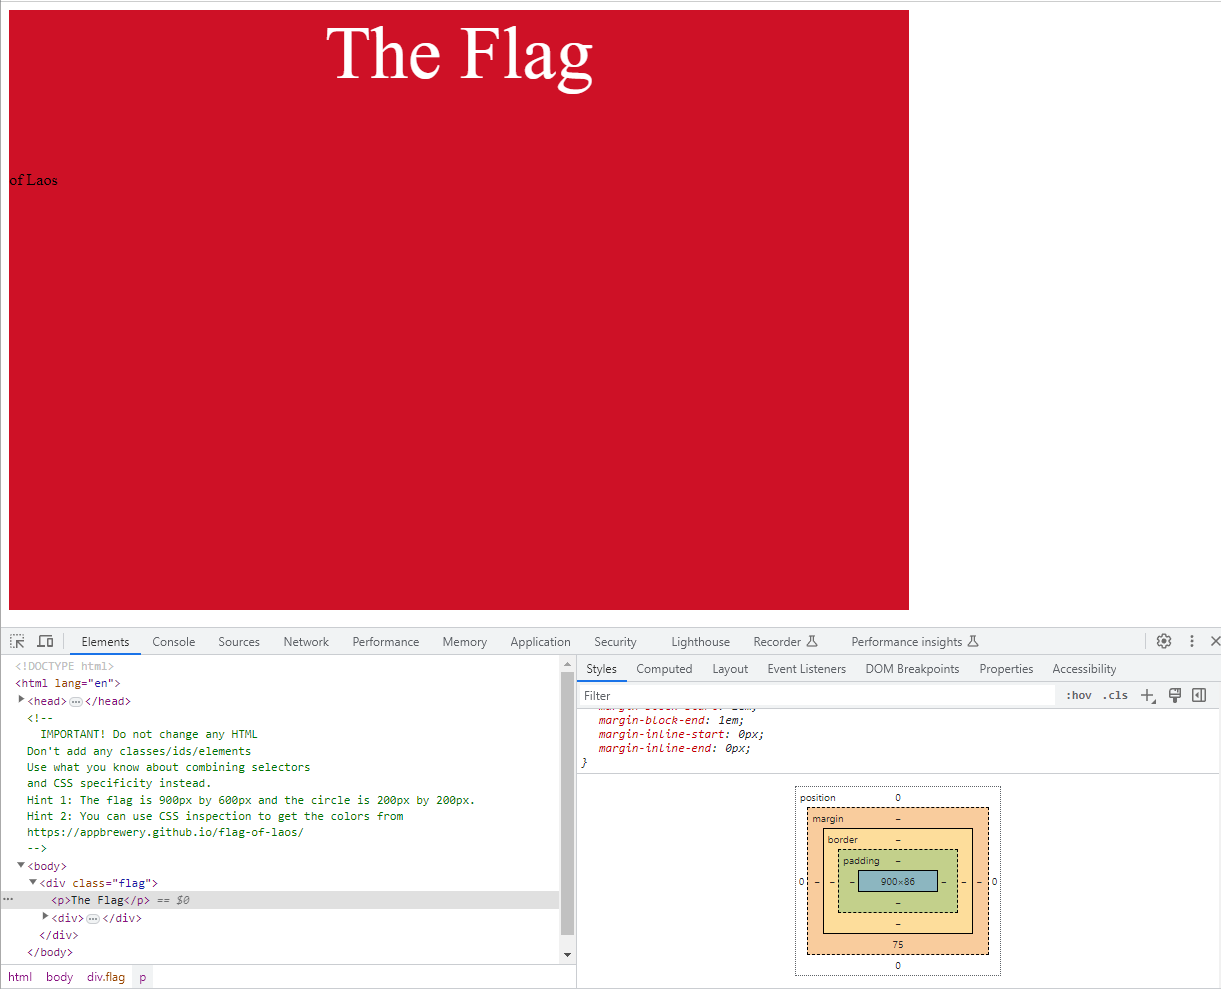 The Flag
of Laos
Elements Console Sources Network Performance Memory Application Security Lighthouse Recorder Performance insights
<!DOCTYPE html>
<html lang="en">
<head>…</head>
<!--
IMPORTANT! Do not change any HTML
Don't add any classes/ids/elements
Use what you know about combining selectors
and CSS specificity instead.
Hint 1: The flag is 900px by 600px and the circle is 200px by 200px.
Hint 2: You can use CSS inspection to get the colors from
https://appbrewery.github.io/flag-of-laos/
-->
<body>
<div class="flag">
… <p>The Flag</p> == $0
<div>…</div>
</div>
</body>
html body div.flag p
Styles Computed Layout Event Listeners DOM Breakpoints Properties Accessibility
Filter :hov .cls
margin-block-end: 1em;
margin-inline-start: 0px;
margin-inline-end: 0px;
}
position 0
margin –
border –
padding –
0 – – – 900×86 – – – 0
–
–
75
0